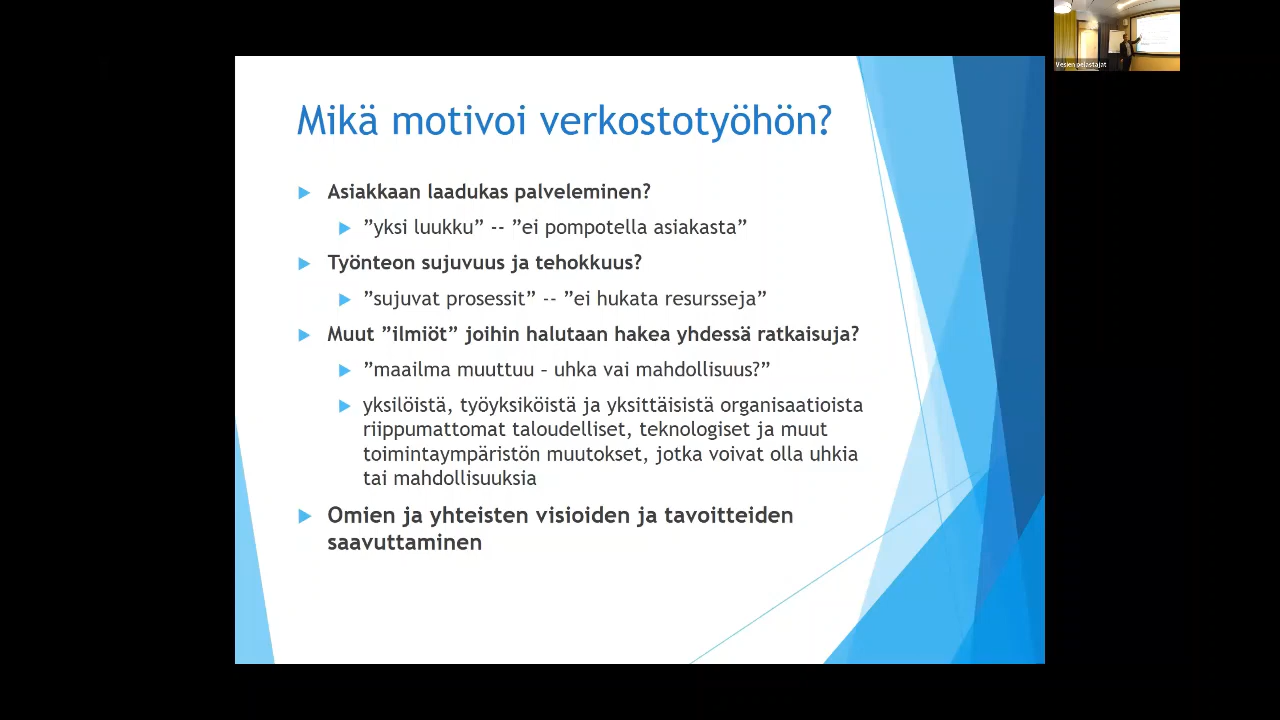 Mikä motivoi verkostotyöhön?
Asiakkaan laadukas palveleminen?
”yksi luukku” -- ”ei pompotella asiakasta”
Työnteon sujuvuus ja tehokkuus?
”sujuvat prosessit” -- ”ei hukata resursseja”
Muut ”ilmiöt” joihin halutaan hakea yhdessä ratkaisuja?
”maailma muuttuu – uhka vai mahdollisuus?”
yksilöistä, työyksiköistä ja yksittäisistä organisaatioista
riippumattomat taloudelliset, teknologiset ja muut
toimintaympäristön muutokset, jotka voivat olla uhkia
tai mahdollisuuksia
Omien ja yhteisten visioiden ja tavoitteiden
saavuttaminen
Vesien pelastajat